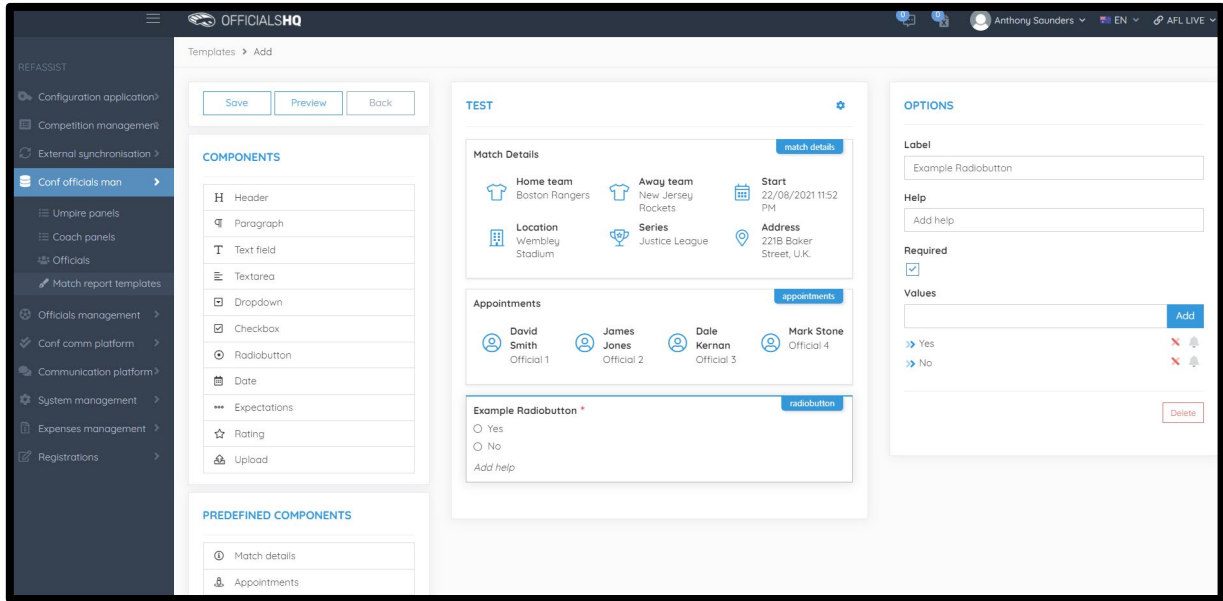 OFFICIALSHQ
0
0
Anthony Saunders
EN
AFL LIVE
REFASSIST
Configuration application
Competition management
External synchronisation
Conf officials man
Umpire panels
Coach panels
Officials
Match report templates
Officials management
Conf comm platform
Communication platform
System management
Expenses management
Registrations
Templates > Add
Save
Preview
Back
COMPONENTS
H Header
Paragraph
T Text field
Textarea
Dropdown
Checkbox
Radiobutton
Date
Expectations
Rating
Upload
PREDEFINED COMPONENTS
Match details
Appointments
TEST
match details
Match Details
Home team
Boston Rangers
Away team
New Jersey
Rockets
Start
22/08/2021 11:52
PM
Location
Wembley
Stadium
Series
Justice League
Address
221B Baker
Street, U.K.
appointments
Appointments
David
Smith
Official 1
James
Jones
Official 2
Dale
Kernan
Official 3
Mark Stone
Official 4
radiobutton
Example Radiobutton *
Yes
No
Add help
OPTIONS
Label
Example Radiobutton
Help
Add help
Required
Values
Add
Yes
No
Delete